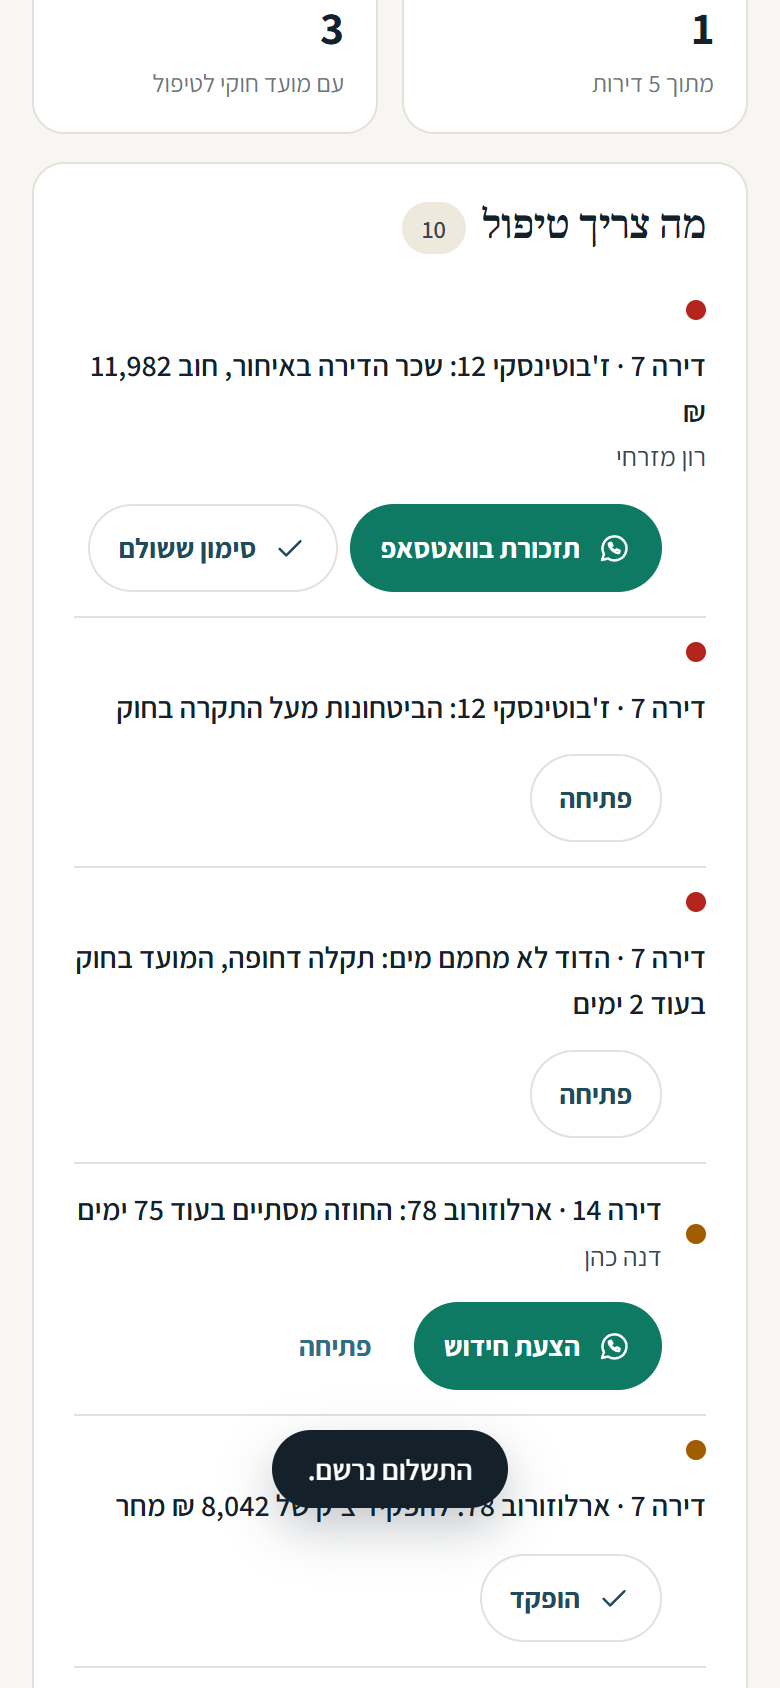 1
מתוך 5 דירות
3
עם מועד חוקי לטיפול
מה צריך טיפול 10
דירה 7 · ז'בוטינסקי 12: שכר הדירה באיחור, חוב 11,982
₪
רון מזרחי
תזכורת בוואטסאפ
סימון ששולם
דירה 7 · ז'בוטינסקי 12: הביטחונות מעל התקרה בחוק
פתיחה
דירה 7 · הדוד לא מחמם מים: תקלה דחופה, המועד בחוק
בעוד 2 ימים
פתיחה
דירה 14 · ארלוזורוב 78: החוזה מסתיים בעוד 75 ימים
דנה כהן
הצעת חידוש
פתיחה
התשלום נרשם.
דירה 7 · ארלוזורוב 78: של 8,042 ₪ מחר
הופקד